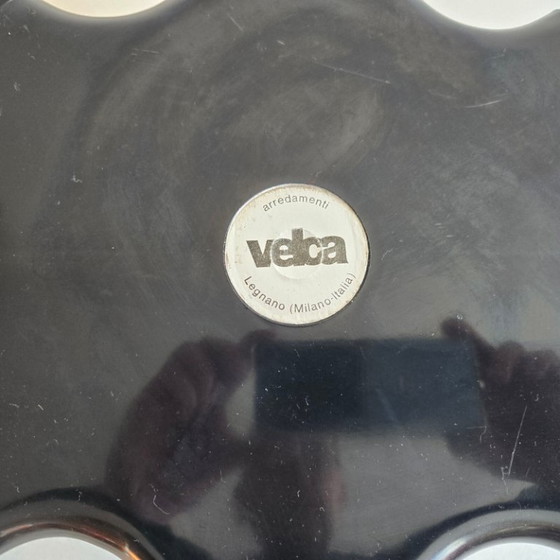 arredamenti
velca
Legnano (Milano-Italia)